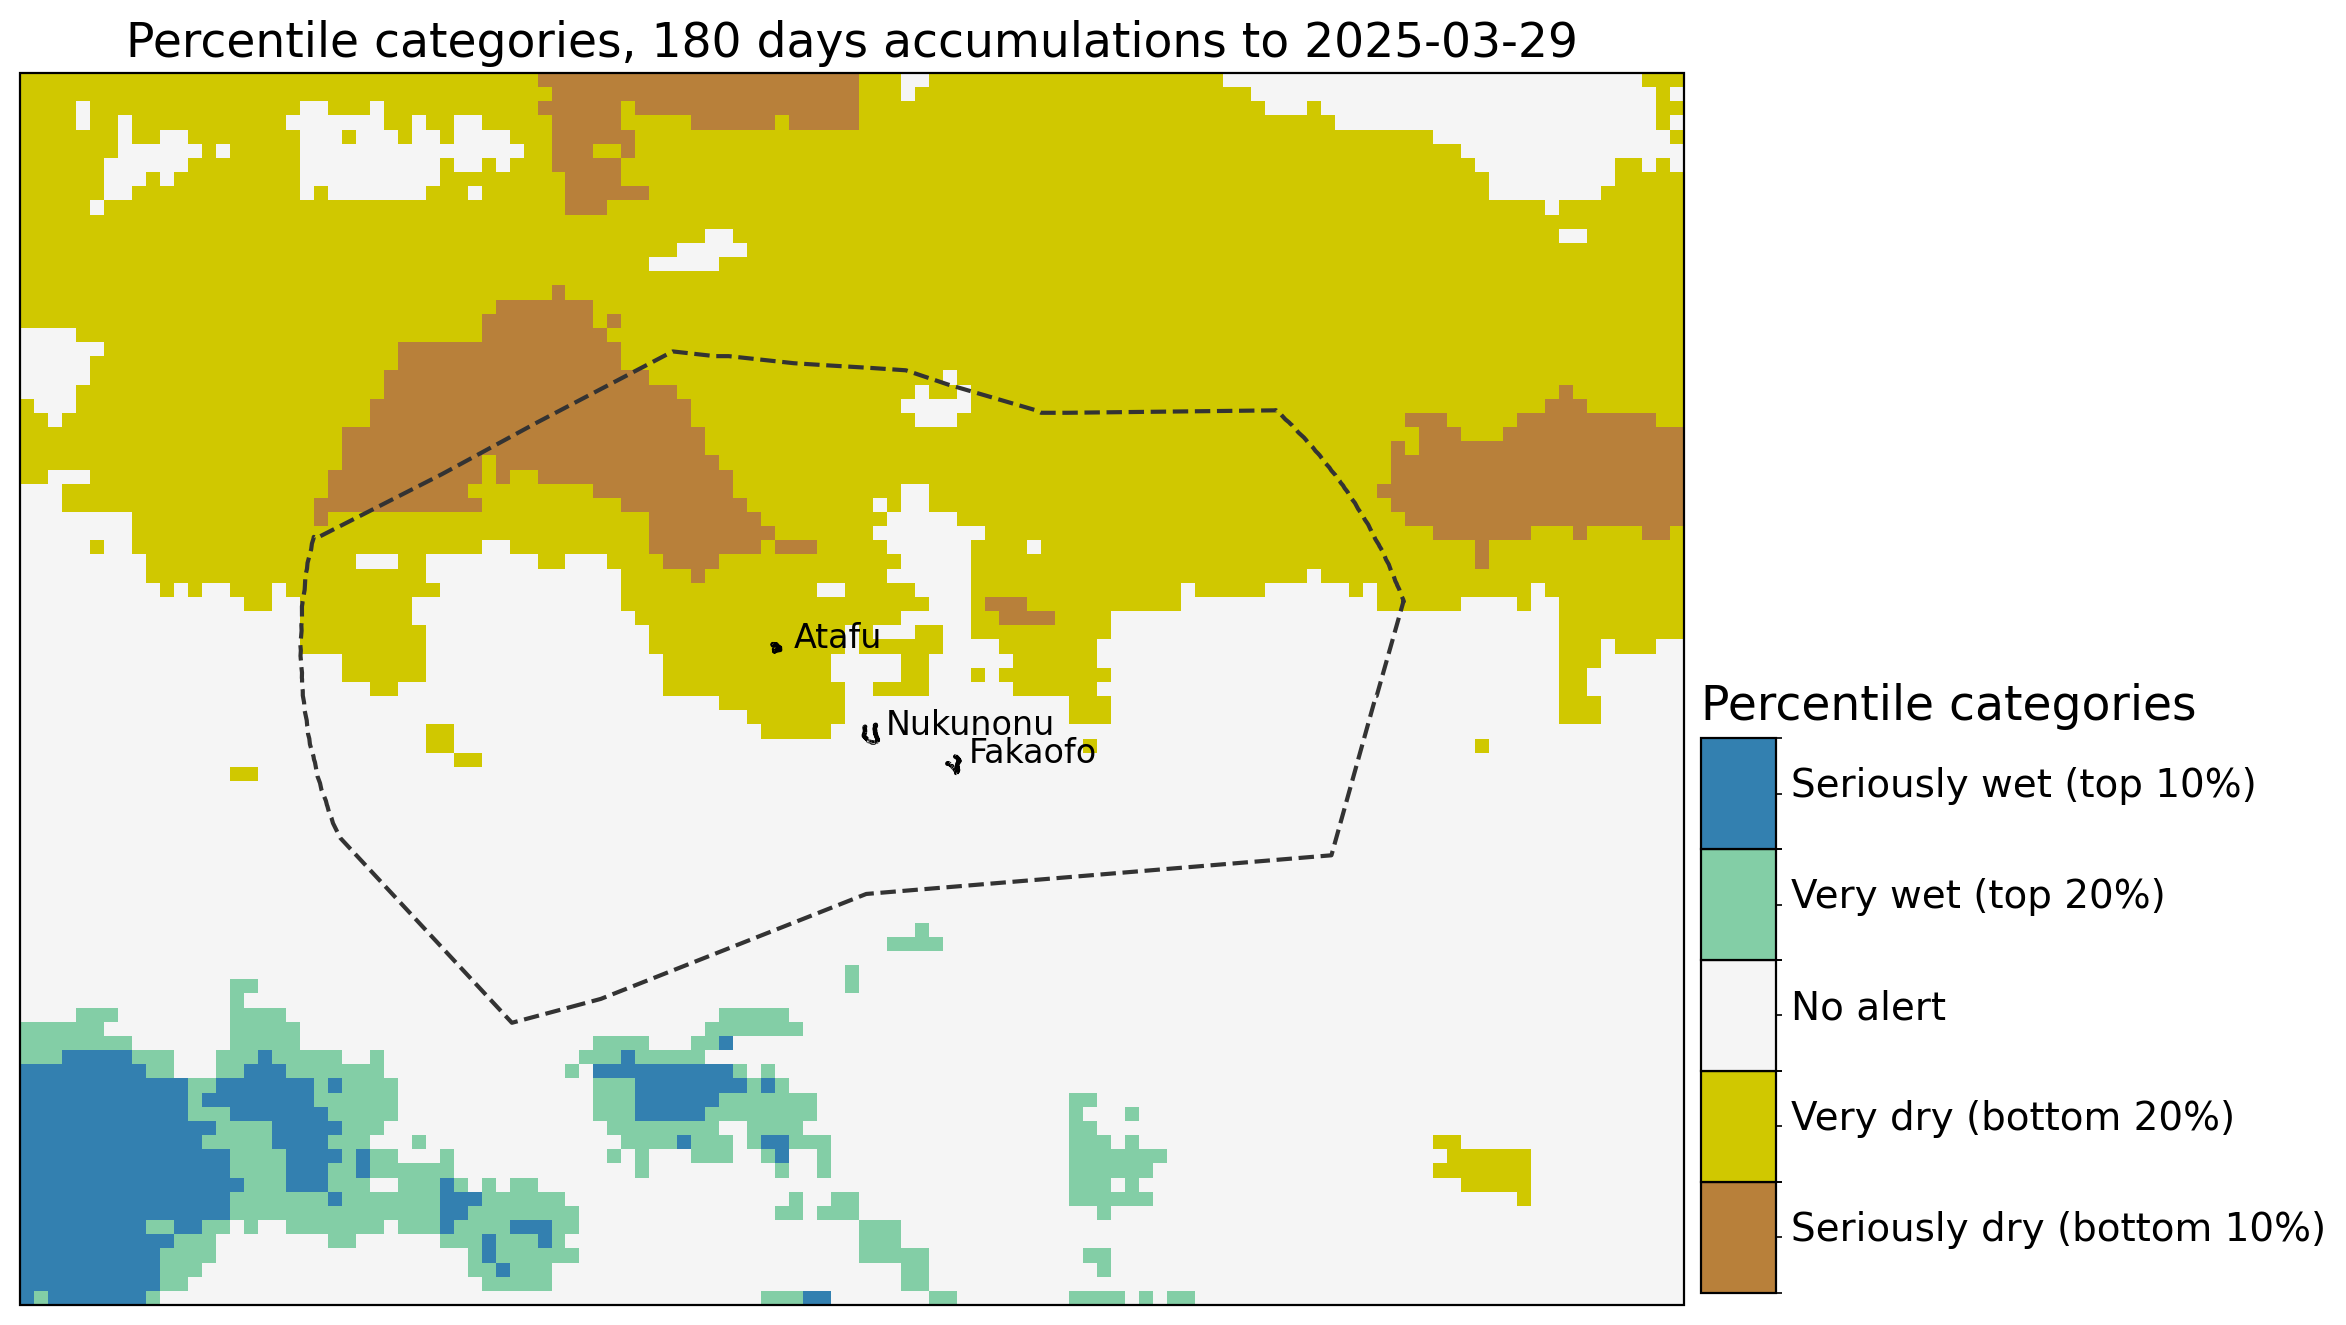 Percentile categories, 180 days accumulations to 2025-03-29
Atafu
Nukunonu
Fakaofo
Percentile categories
Seriously wet (top 10%)
Very wet (top 20%)
No alert
Very dry (bottom 20%)
Seriously dry (bottom 10%)